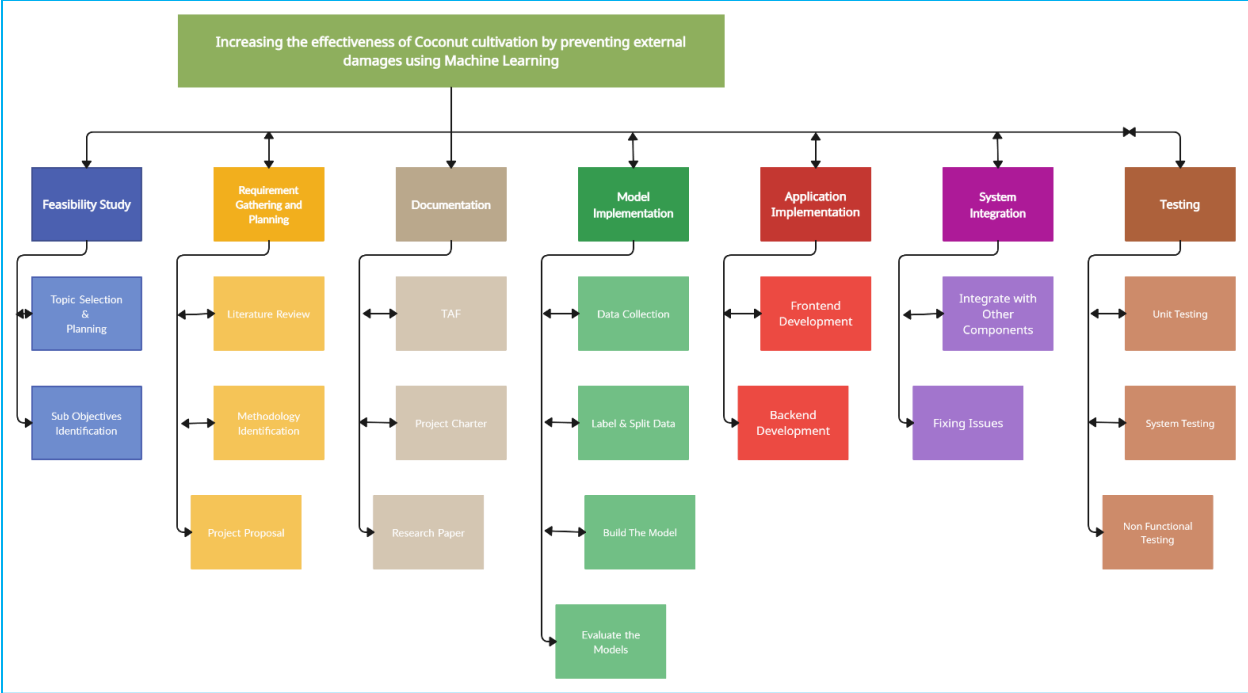 Increasing the effectiveness of Coconut cultivation by preventing external
damages using Machine Learning
Feasibility Study
Requirement
Gathering and
Planning
Documentation
Model
Implementation
Application
Implementation
System
Integration
Testing
Topic Selection
&
Planning
Literature Review
TAF
Data Collection
Frontend
Development
Integrate with
Other
Components
Unit Testing
Sub Objectives
Identification
Methodology
Identification
Project Charter
Label & Split Data
Backend
Development
Fixing Issues
System Testing
Project Proposal
Research Paper
Build The Model
Non Functional
Testing
Evaluate the
Models